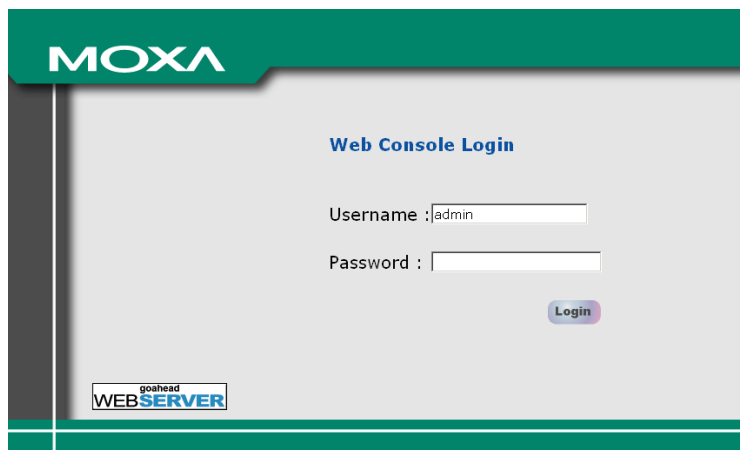 MOXA
Web Console Login
Username :admin
Password :
Login
goahead
WEBSERVER